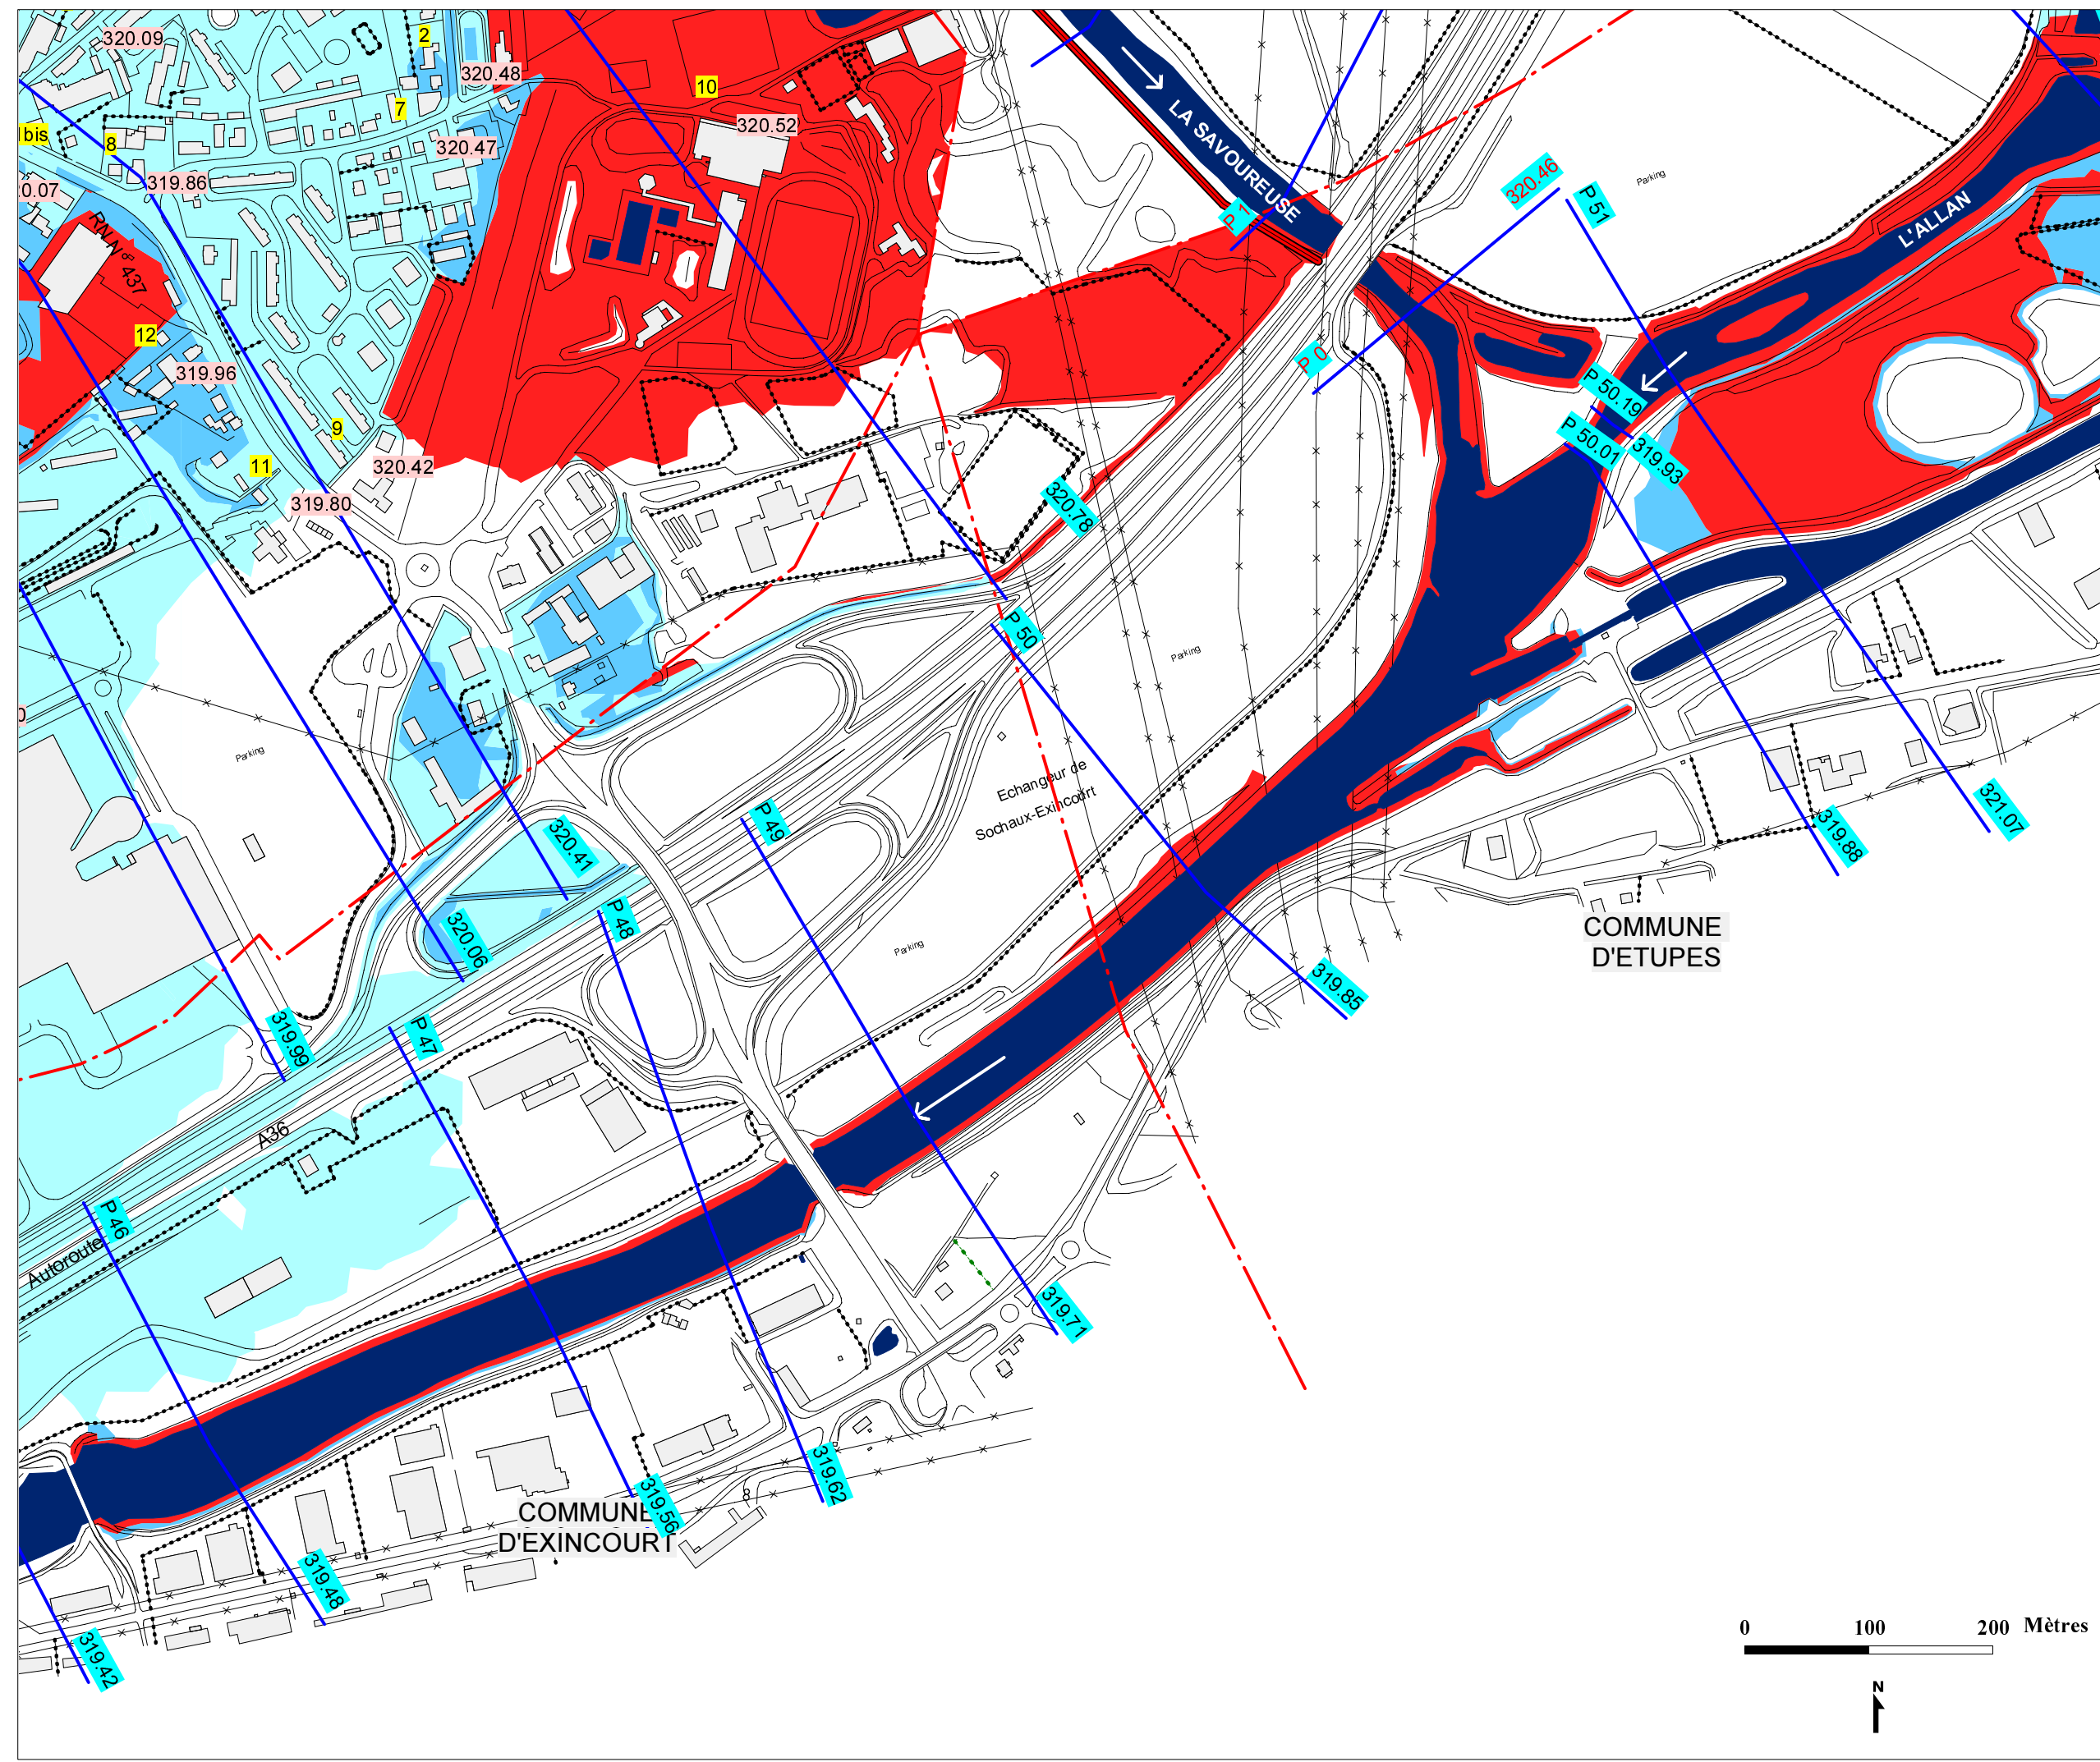 320.09
2
320.48
10
7
320.52
1bis
8
320.47
319.86
LA SAVOUREUSE
P 1
320.46
P 51
Parking
L'ALLAN
RN N° 437
12
319.96
P 0
P 50.19
P 50.01
319.93
9
11
320.42
319.80
320.78
P 50
Parking
Parking
Echangeur de
Sochaux-Exincourt
P 49
320.41
321.07
319.88
P 48
320.06
Parking
COMMUNE
D'ETUPES
319.85
319.99
P 47
A36
P 46
Autoroute
319.71
319.62
319.56
COMMUNE
D'EXINCOURT
319.48
319.42
0 100 200 Mètres
N